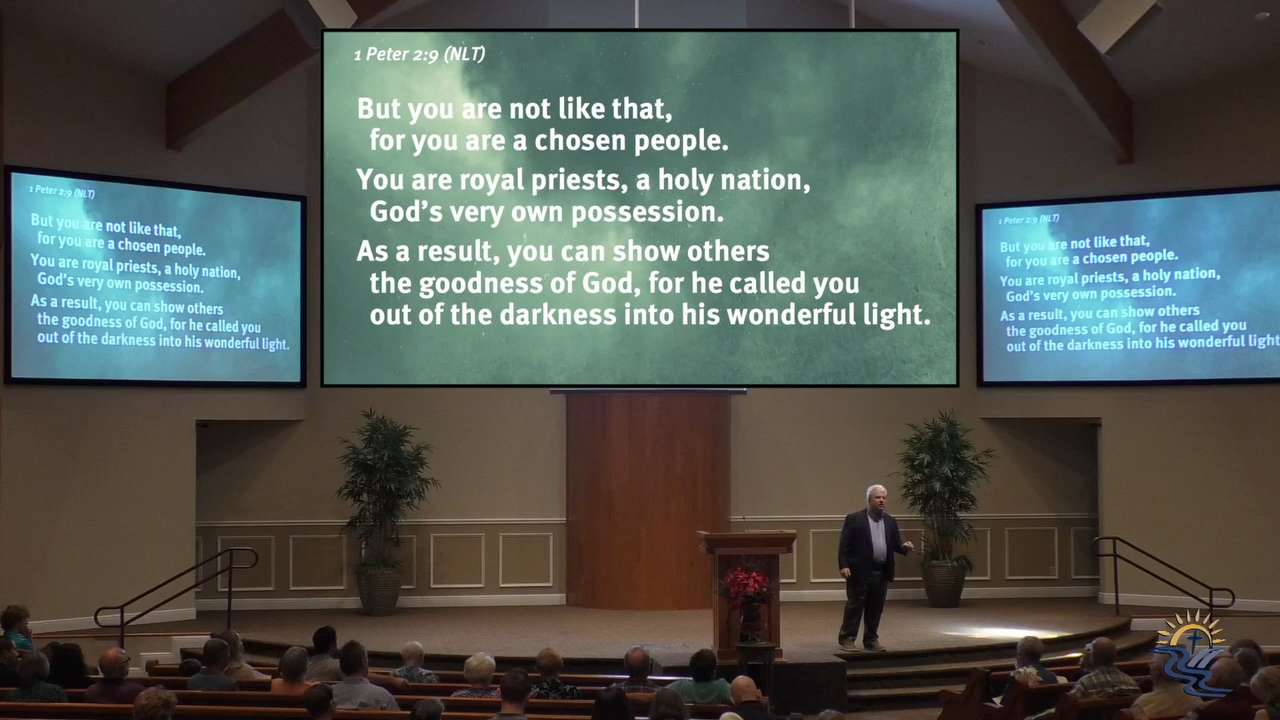 1 Peter 2:9 (NLT)
But you are not like that,
for you are a chosen people.
You are royal priests, a holy nation,
God's very own possession.
As a result, you can show others
the goodness of God, for he called you
out of the darkness into his wonderful light.
1 Peter 2:9 (NLT)
But you are not like that,
for you are a chosen people.
You are royal priests, a holy nation,
God's very own possession.
As a result, you can show others
the goodness of God, for he called you
out of the darkness into his wonderful light.
1 Peter 2:9 (NLT)
But you are not like that,
for you are a chosen people.
You are royal priests, a holy nation,
God's very own possession.
As a result, you can show others
the goodness of God, for he called you
out of the darkness into his wonderful light